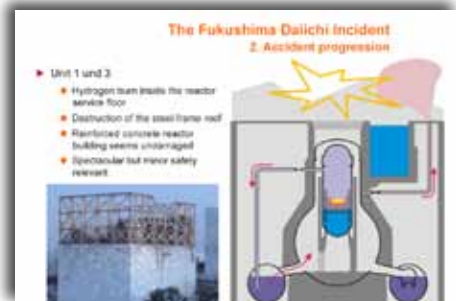 The Fukushima Daiichi Incident
2. Accident progression
Unit 1 und 3
Hydrogen burn inside the reactor
service floor
Destruction of the steel-frame roof
Reinforced concrete reactor
building seems undamaged
Spectacular but minor safety
relevant